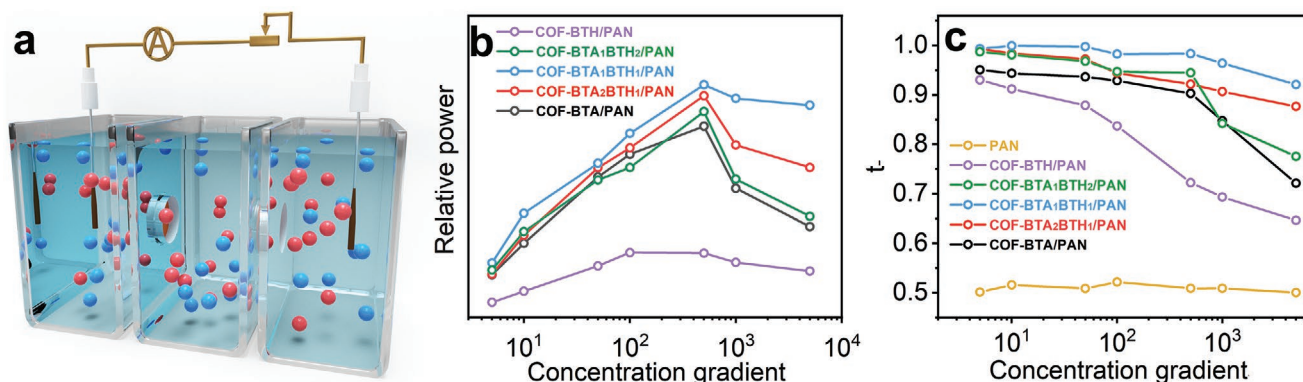 a
A
b
COF-BTH/PAN
COF-BTA₁BTH₂/PAN
COF-BTA₁BTH₁/PAN
COF-BTA₂BTH₁/PAN
COF-BTA/PAN
Relative power
10¹ 10² 10³ 10⁴
Concentration gradient
c
1.0
0.9
0.8
0.7
0.6
0.5
t-
PAN
COF-BTH/PAN
COF-BTA₁BTH₂/PAN
COF-BTA₁BTH₁/PAN
COF-BTA₂BTH₁/PAN
COF-BTA/PAN
10¹ 10² 10³
Concentration gradient